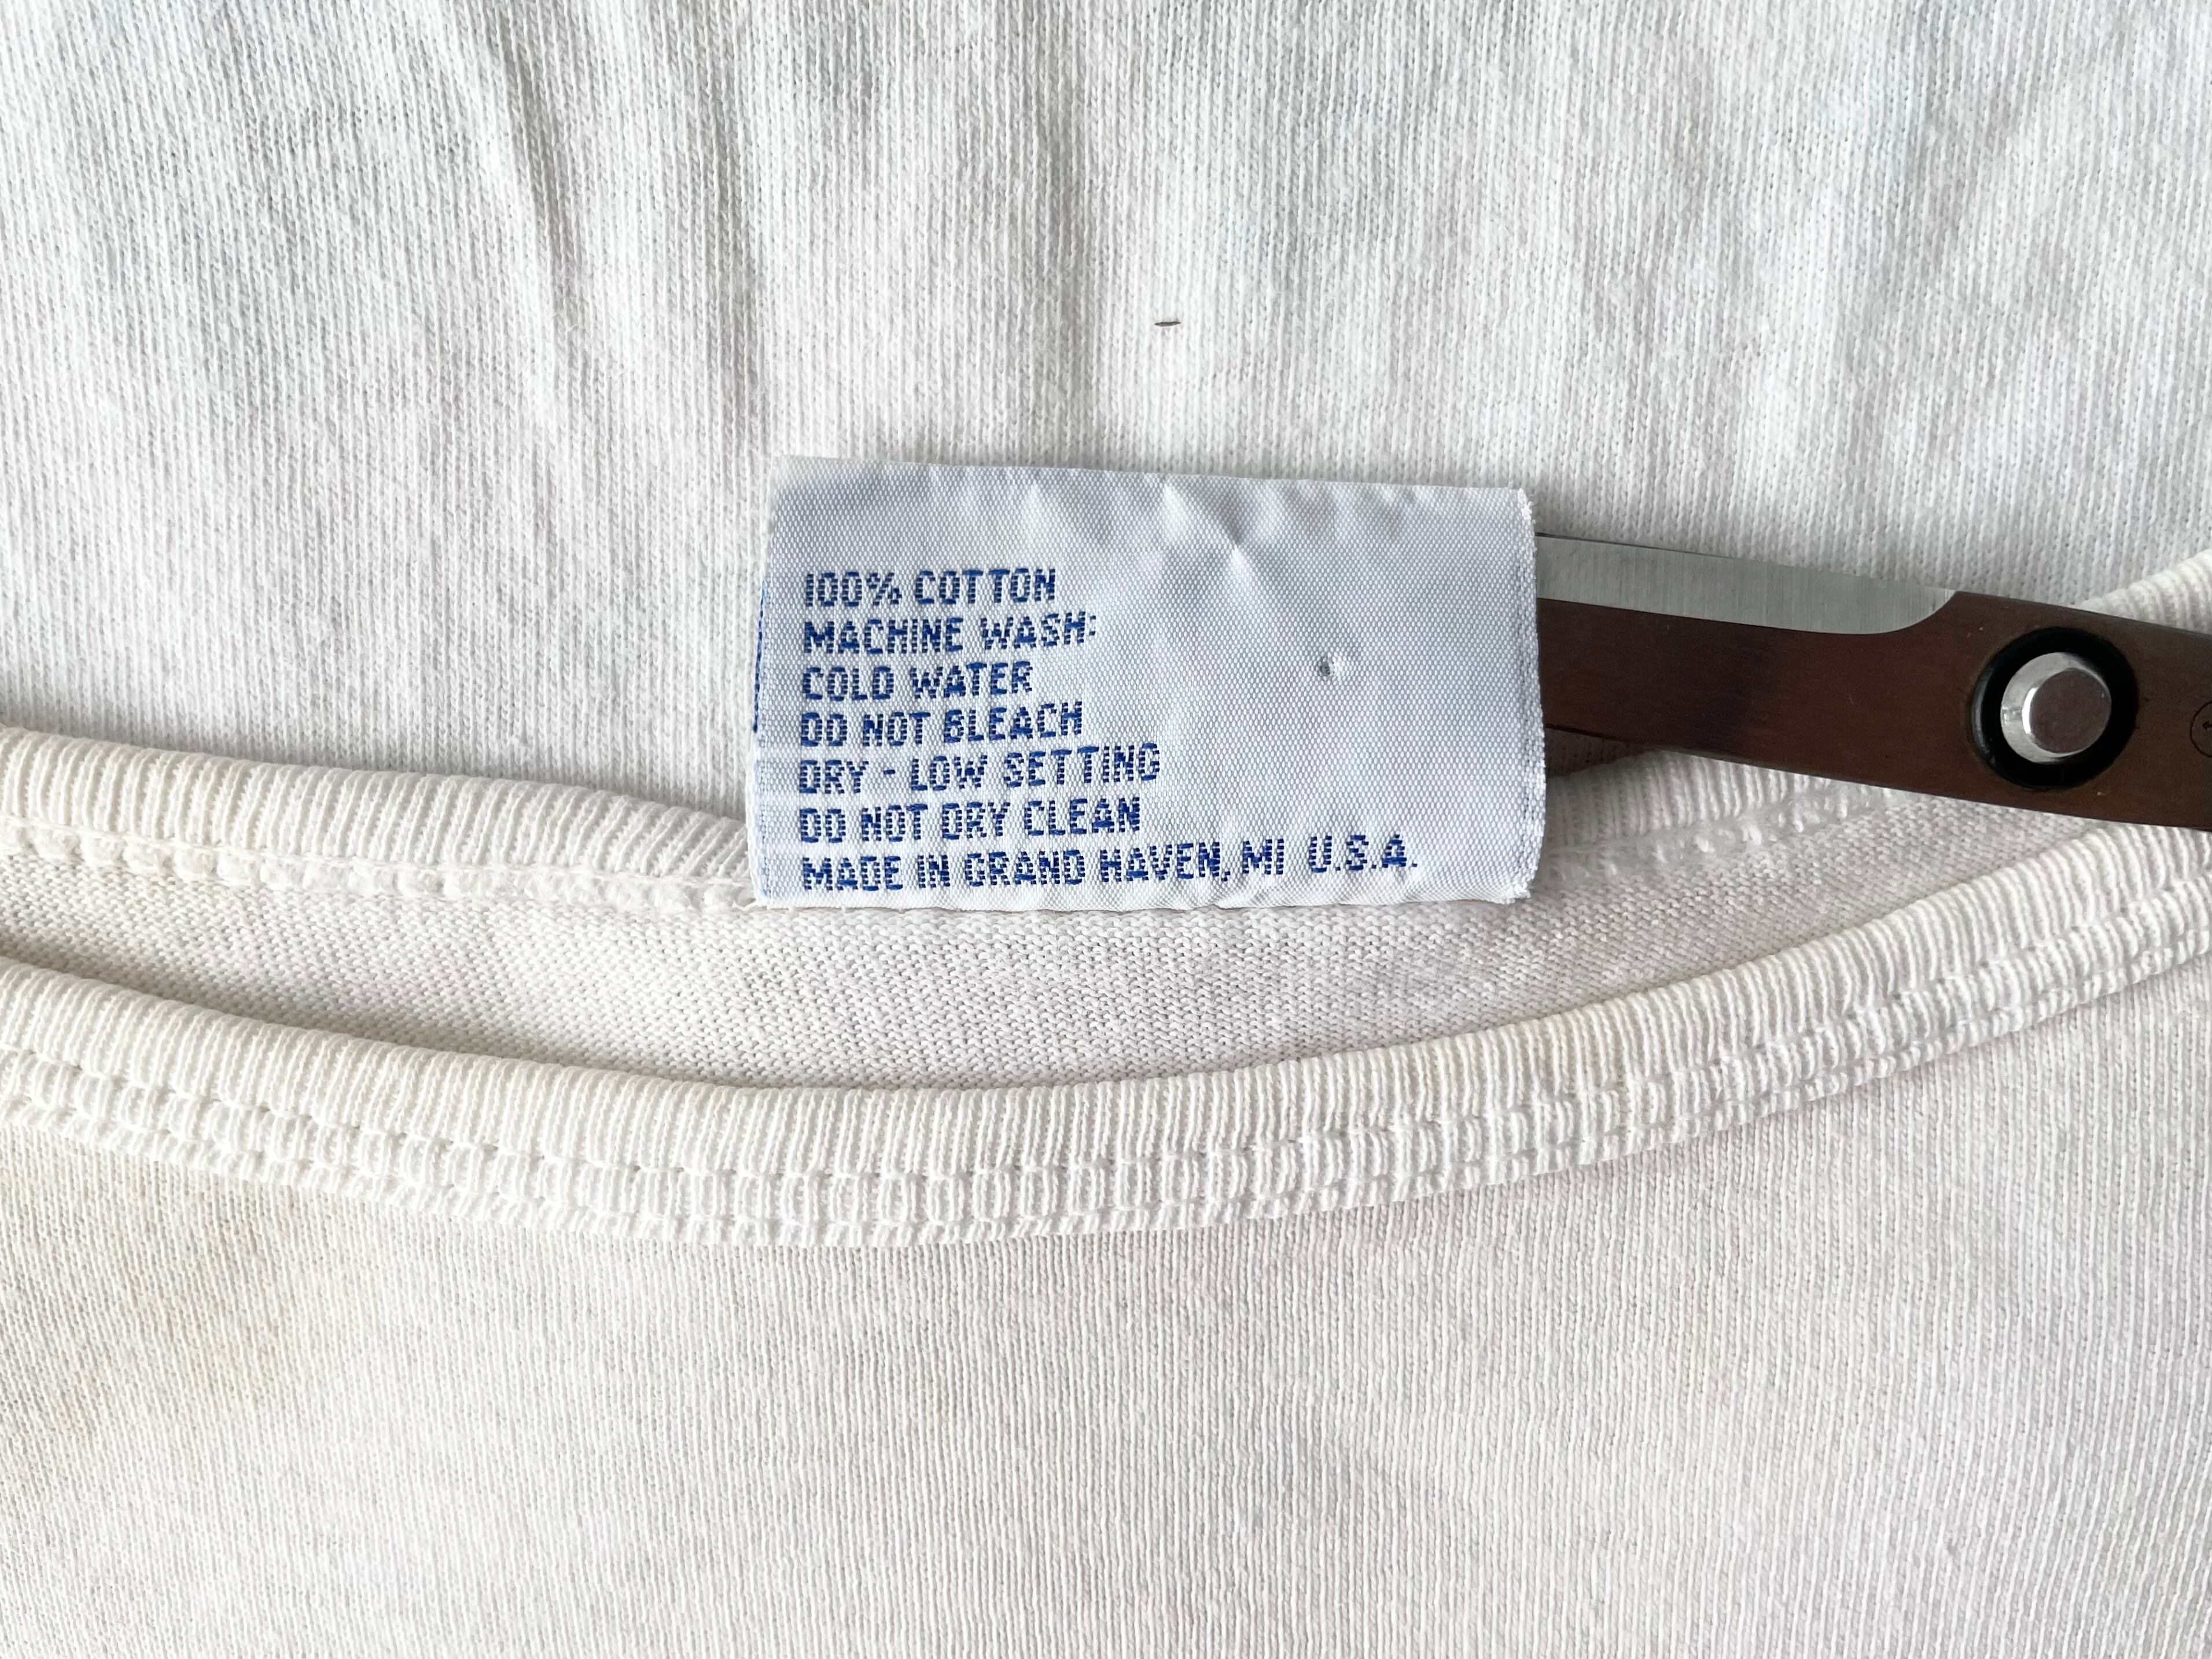 100% COTTON
MACHINE WASH:
COLD WATER
DO NOT BLEACH
DRY - LOW SETTING
DO NOT DRY CLEAN
MADE IN GRAND HAVEN, MI U.S.A.